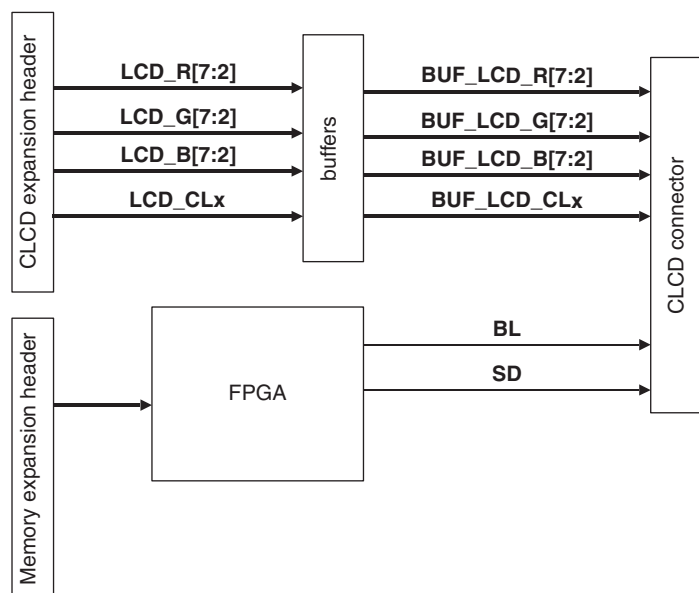 CLCD expansion header
LCD_R[7:2]
LCD_G[7:2]
LCD_B[7:2]
LCD_CLx
buffers
BUF_LCD_R[7:2]
BUF_LCD_G[7:2]
BUF_LCD_B[7:2]
BUF_LCD_CLx
CLCD connector
Memory expansion header
FPGA
BL
SD